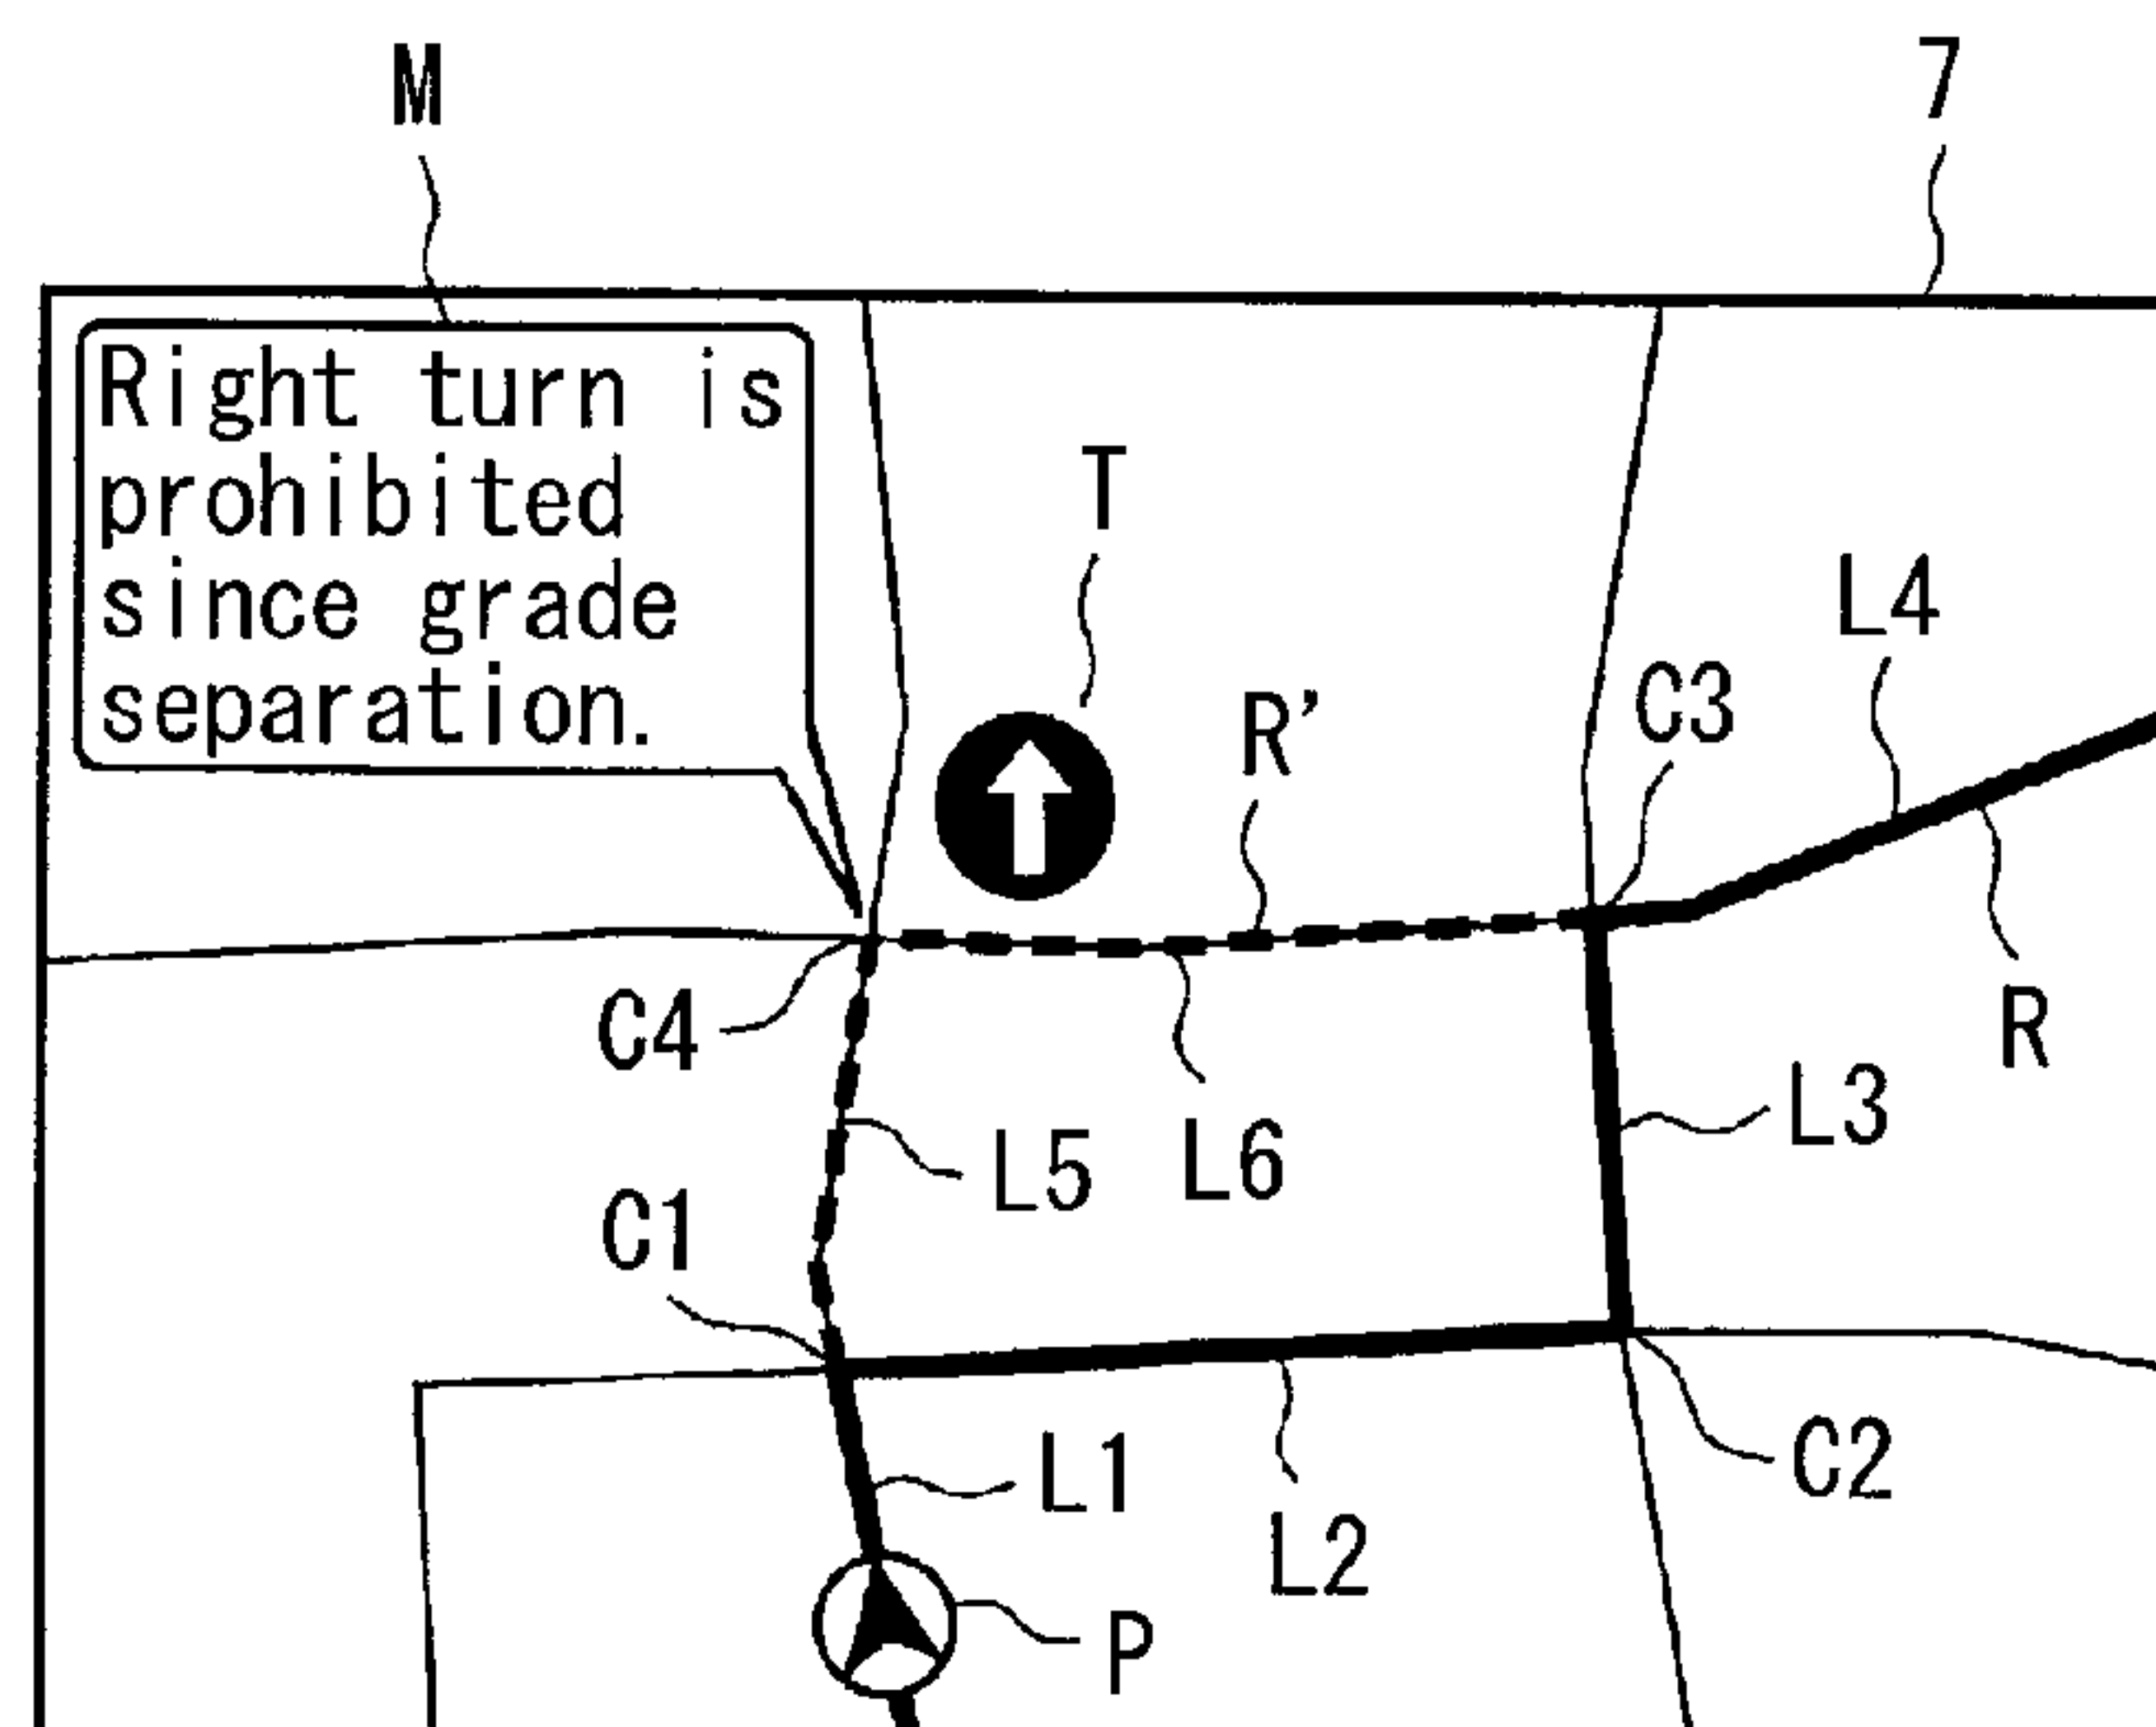 M
7
Right turn is
prohibited
since grade
separation.
T
R'
C3
L4
C4
R
L5
L6
L3
C1
L1
L2
C2
P